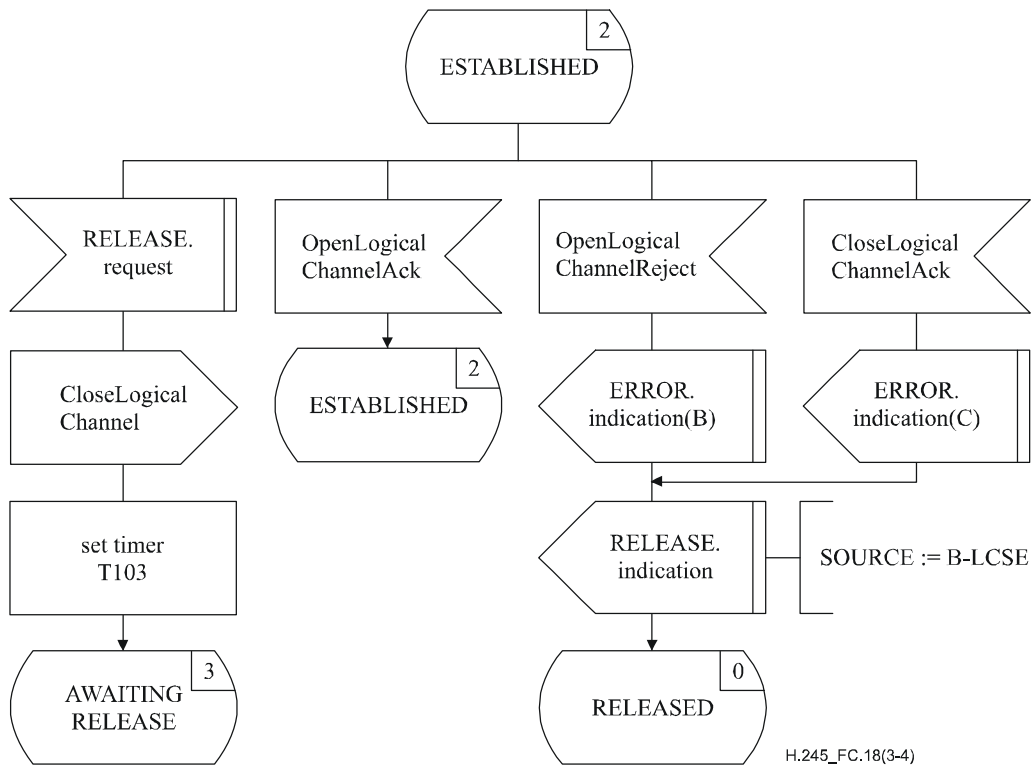 2
ESTABLISHED
RELEASE.
request
OpenLogical
ChannelAck
OpenLogical
ChannelReject
CloseLogical
ChannelAck
CloseLogical
Channel
2
ESTABLISHED
ERROR.
indication(B)
ERROR.
indication(C)
set timer
T103
RELEASE.
indication
SOURCE := B-LCSE
3
AWAITING
RELEASE
0
RELEASED
H.245_FC.18(3-4)